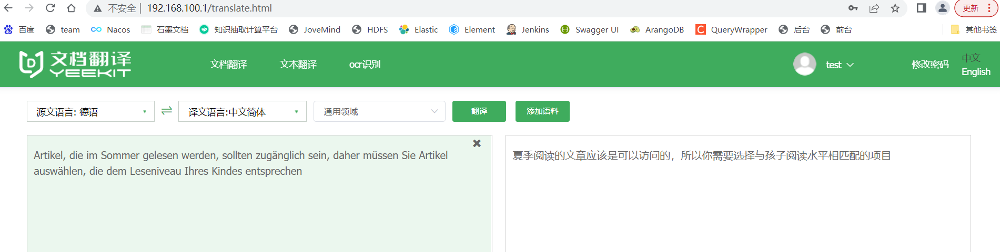 不安全 | 192.168.100.1/translate.html 更新
百度 team Nacos 石墨文档 知识抽取计算平台 JoveMind HDFS Elastic Element Jenkins Swagger UI ArangoDB QueryWrapper 后台 前台 其他书签
文档翻译
YEEKIT
文档翻译 文本翻译 ocr识别 test 修改密码
中文
English
源文语言: 德语 译文语言:中文简体 通用领域 翻译 添加语料
Artikel, die im Sommer gelesen werden, sollten zugänglich sein, daher müssen Sie Artikel
auswählen, die dem Leseniveau Ihres Kindes entsprechen
夏季阅读的文章应该是可以访问的，所以你需要选择与孩子阅读水平相匹配的项目